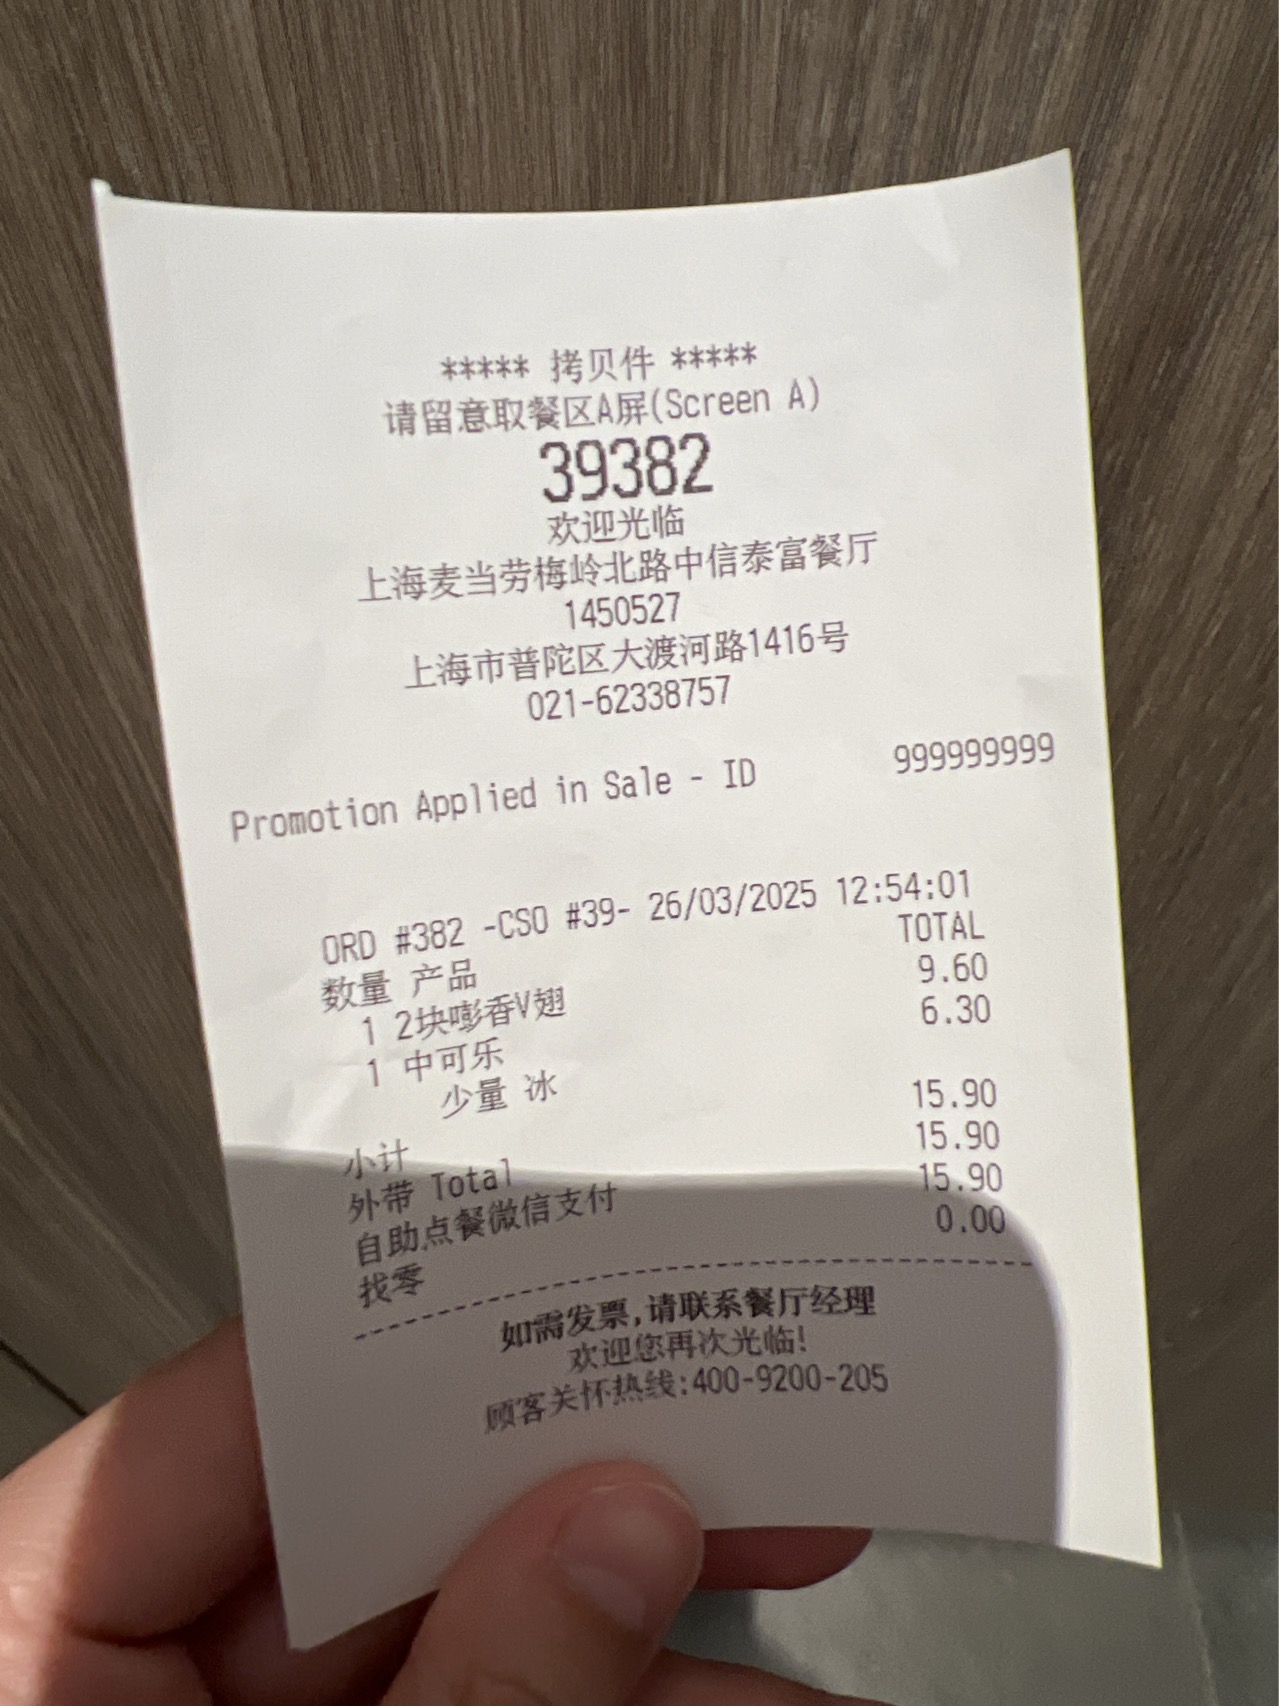 ***** 拷贝件 *****
请留意取餐区A屏(Screen A)
39382
欢迎光临
上海麦当劳梅岭北路中信泰富餐厅
1450527
上海市普陀区大渡河路1416号
021-62338757
Promotion Applied in Sale - ID 999999999
ORD #382 -CSO #39- 26/03/2025 12:54:01
数量 产品 TOTAL
1 2块嘭香V翅 9.60
1 中可乐 6.30
少量 冰
小计 15.90
外带 Total 15.90
自助点餐微信支付 15.90
找零 0.00
--------------------------------------
如需发票,请联系餐厅经理
欢迎您再次光临!
顾客关怀热线:400-9200-205